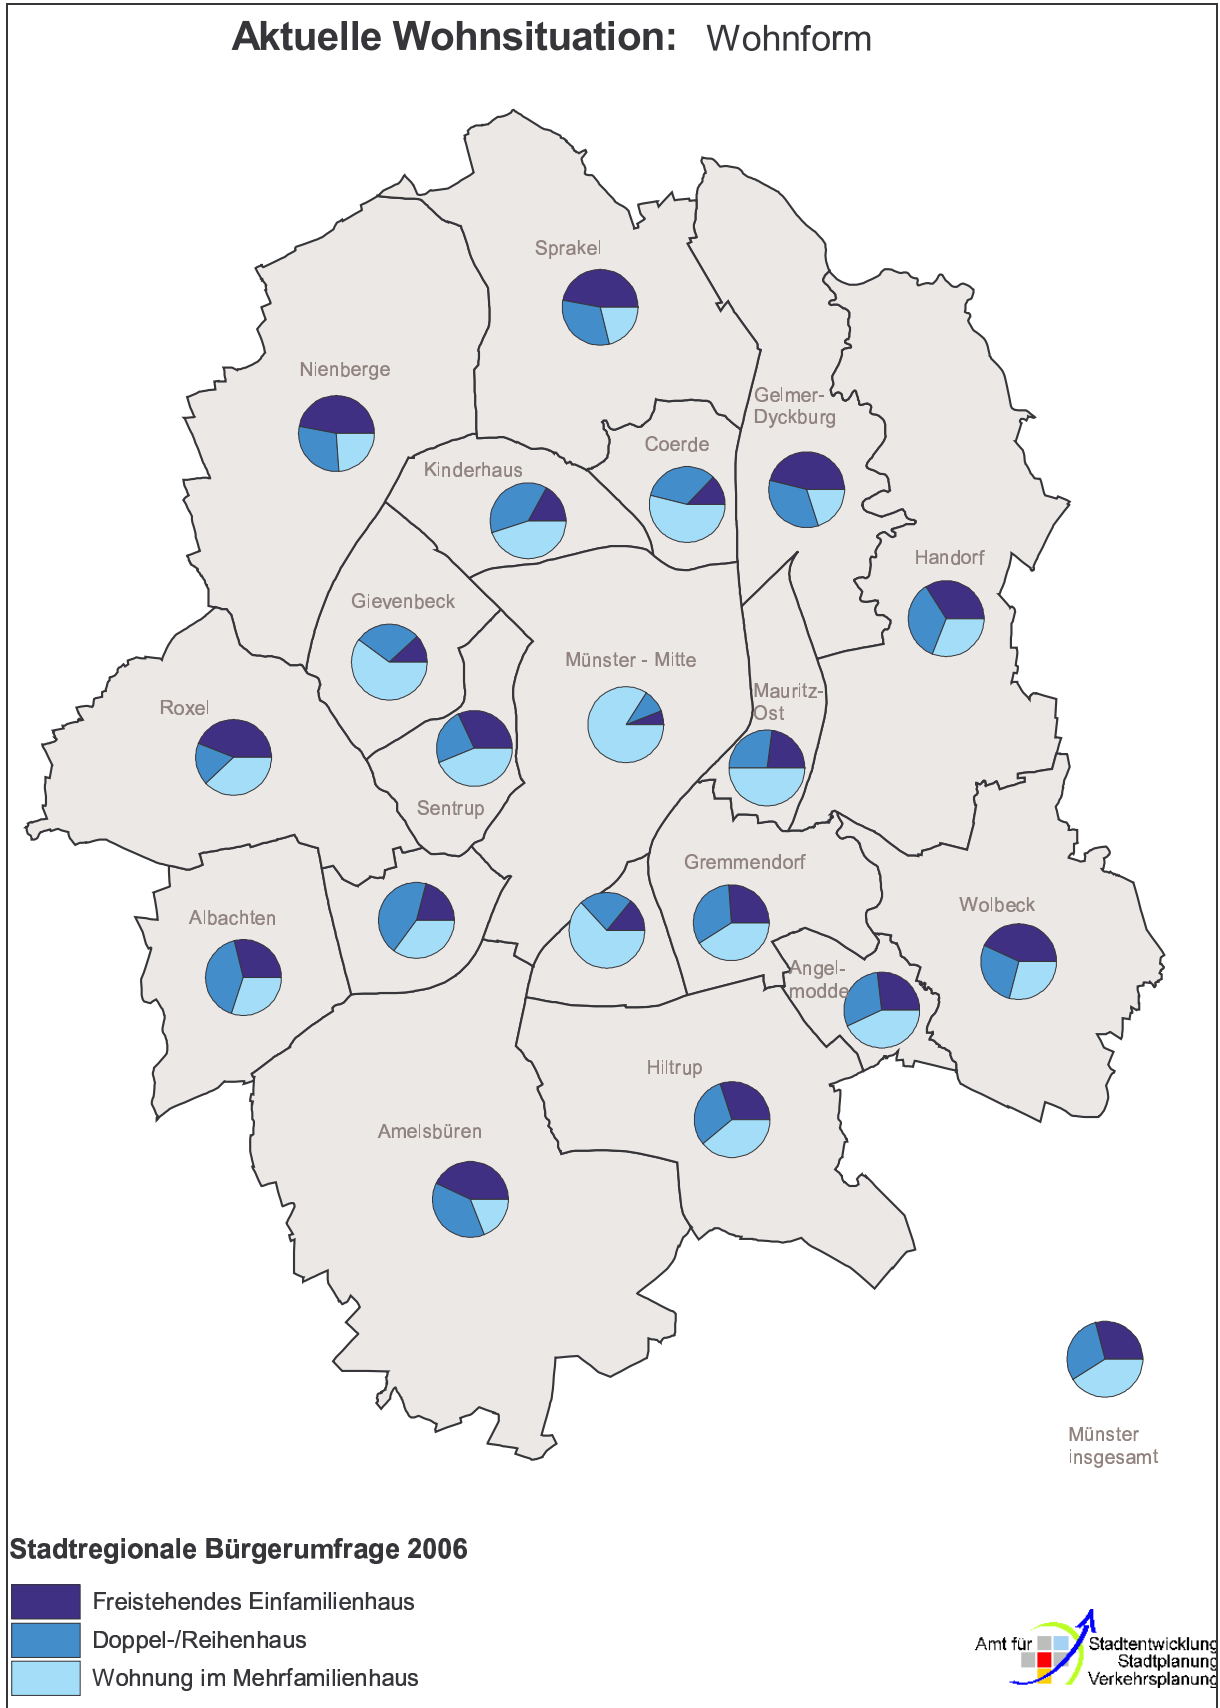 Aktuelle Wohnsituation: Wohnform
Sprakel
Nienberge
Gelmer-
Dyckburg
Coerde
Kinderhaus
Handorf
Gievenbeck
Münster - Mitte
Mauritz-
Ost
Roxel
Sentrup
Gremmendorf
Albachten
Wolbeck
Angel-
modde
Hiltrup
Amelsbüren
Münster
insgesamt
Stadtregionale Bürgerumfrage 2006
Freistehendes Einfamilienhaus
Doppel-/Reihenhaus
Wohnung im Mehrfamilienhaus
Amt für Stadtentwicklung
Stadtplanung
Verkehrsplanung